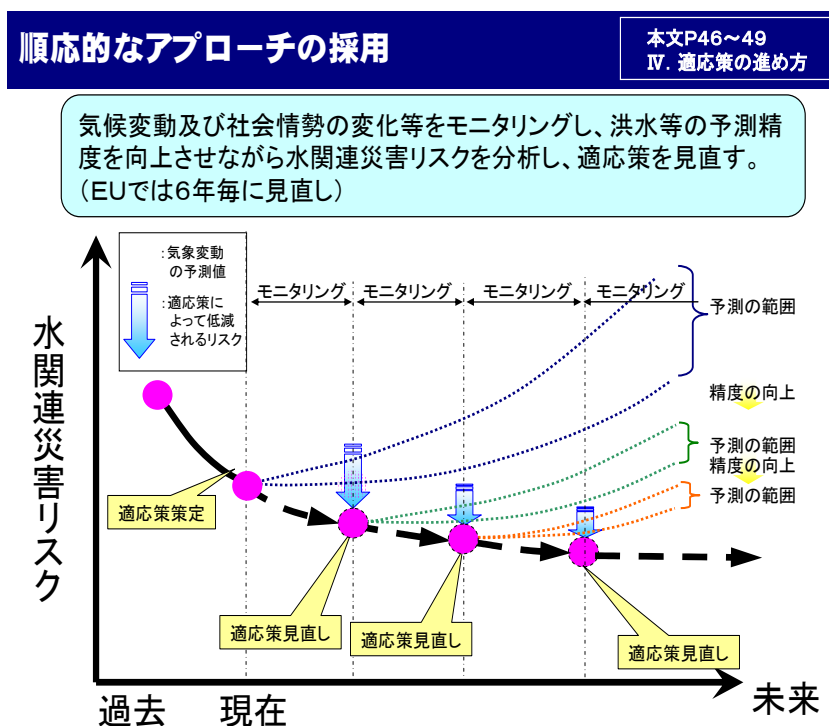 順応的なアプローチの採用
本文P46～49
Ⅳ. 適応策の進め方
気候変動及び社会情勢の変化等をモニタリングし、洪水等の予測精
度を向上させながら水関連災害リスクを分析し、適応策を見直す。
（EUでは6年毎に見直し）
：気象変動
の予測値
：適応策に
よって低減
されるリスク
モニタリング
モニタリング
モニタリング
モニタリング
予測の範囲
精度の向上
予測の範囲
精度の向上
予測の範囲
水関連災害リスク
適応策策定
適応策見直し
適応策見直し
適応策見直し
過去
現在
未来